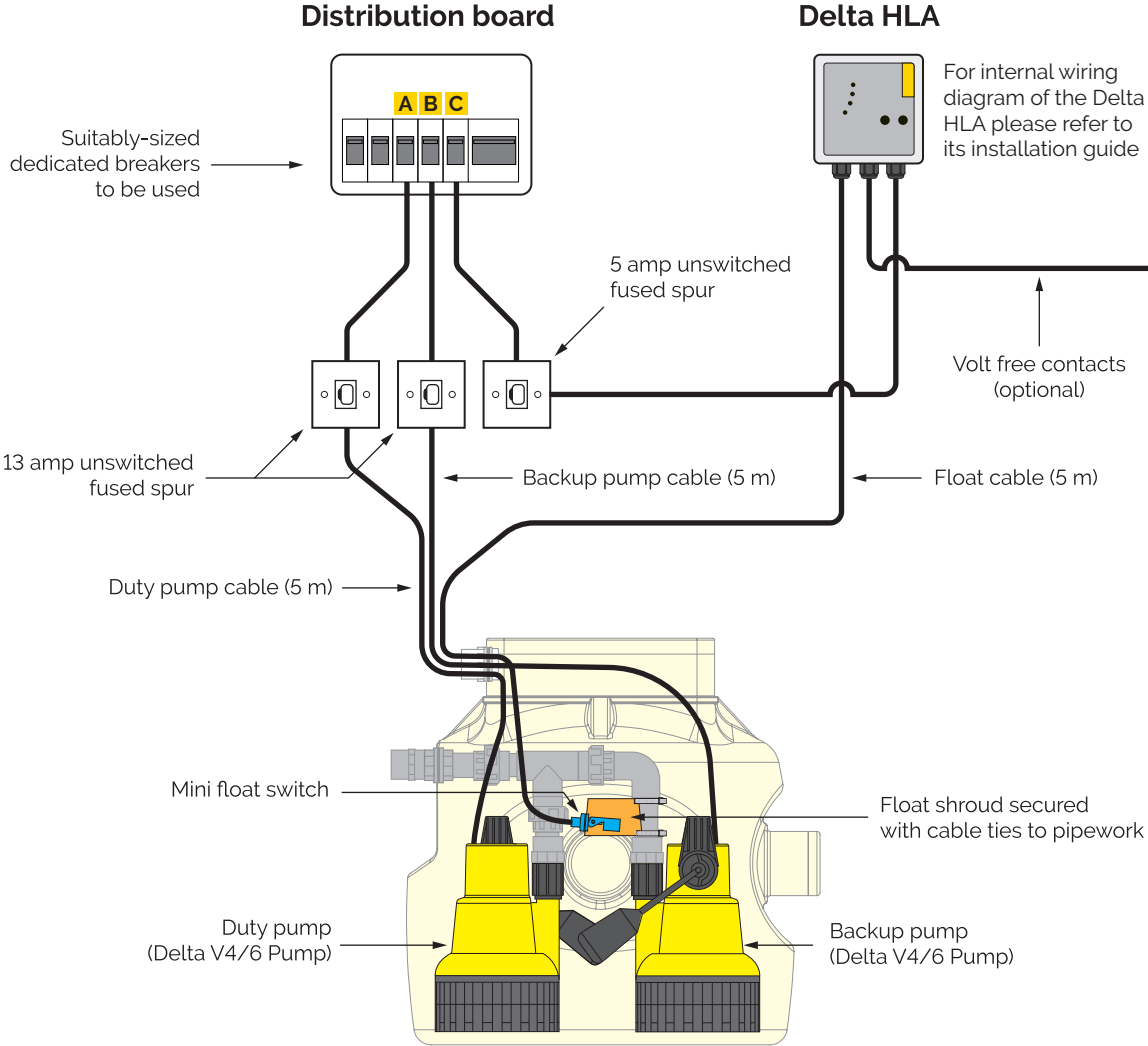 Distribution board
Delta HLA
A B C
For internal wiring
diagram of the Delta
HLA please refer to
its installation guide
Suitably-sized
dedicated breakers
to be used
5 amp unswitched
fused spur
Volt free contacts
(optional)
13 amp unswitched
fused spur
Backup pump cable (5 m)
Float cable (5 m)
Duty pump cable (5 m)
Mini float switch
Float shroud secured
with cable ties to pipework
Duty pump
(Delta V4/6 Pump)
Backup pump
(Delta V4/6 Pump)